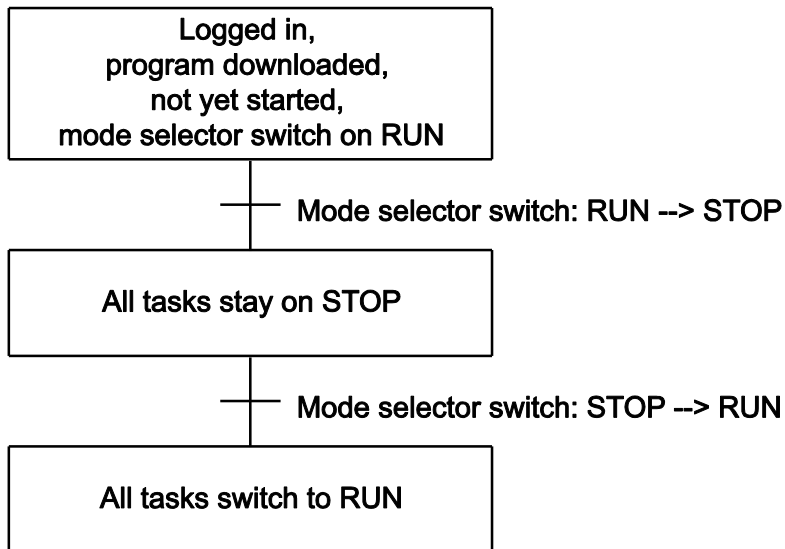 Logged in,
program downloaded,
not yet started,
mode selector switch on RUN
Mode selector switch: RUN --> STOP
All tasks stay on STOP
Mode selector switch: STOP --> RUN
All tasks switch to RUN